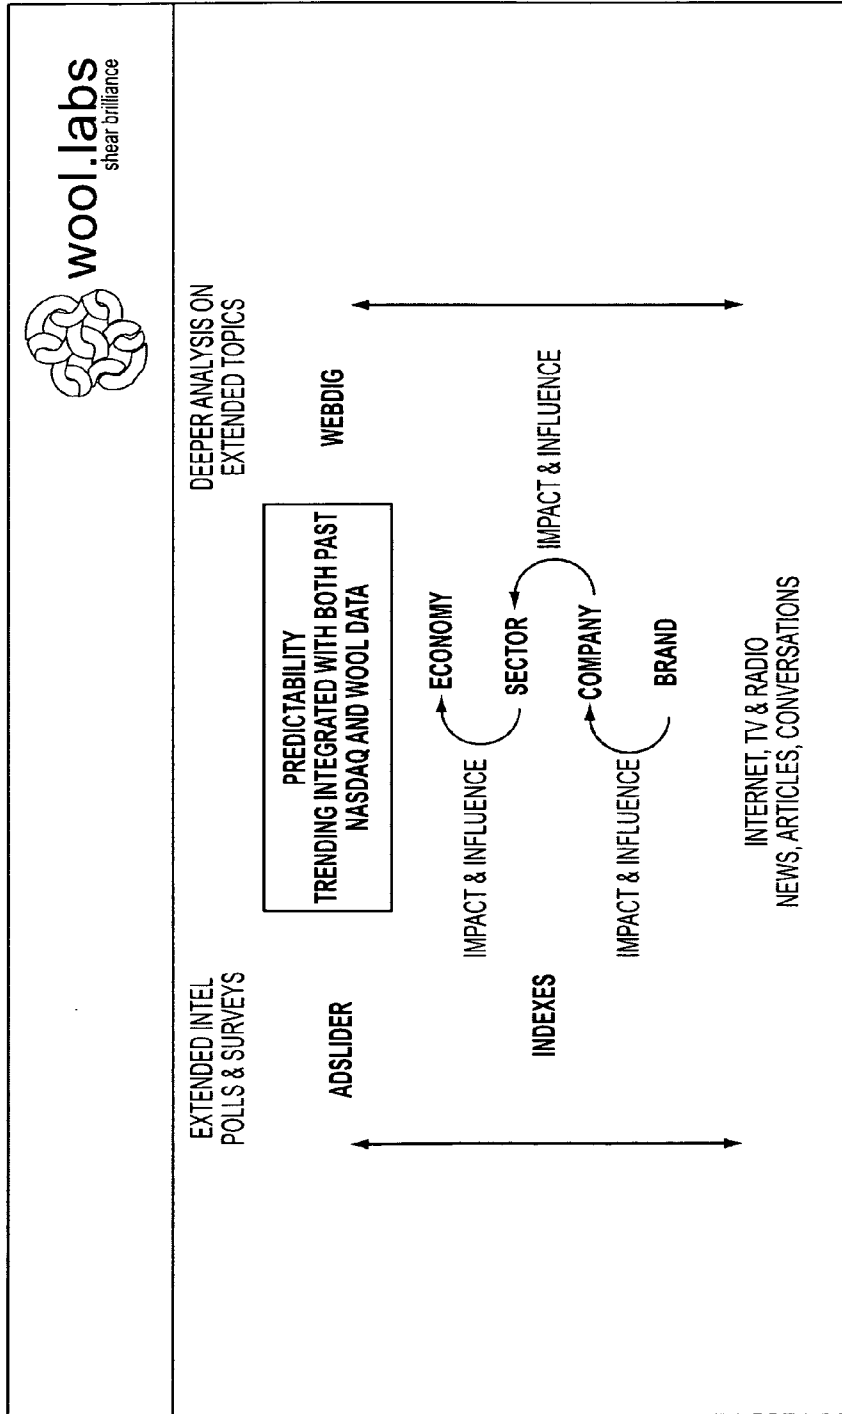 wool.labs
shear brilliance
EXTENDED INTEL
POLLS & SURVEYS
DEEPER ANALYSIS ON
EXTENDED TOPICS
ADSLIDER
PREDICTABILITY
TRENDING INTEGRATED WITH BOTH PAST
NASDAQ AND WOOL DATA
WEBDIG
ECONOMY
IMPACT & INFLUENCE
SECTOR
INDEXES
IMPACT & INFLUENCE
COMPANY
IMPACT & INFLUENCE
BRAND
INTERNET, TV & RADIO
NEWS, ARTICLES, CONVERSATIONS